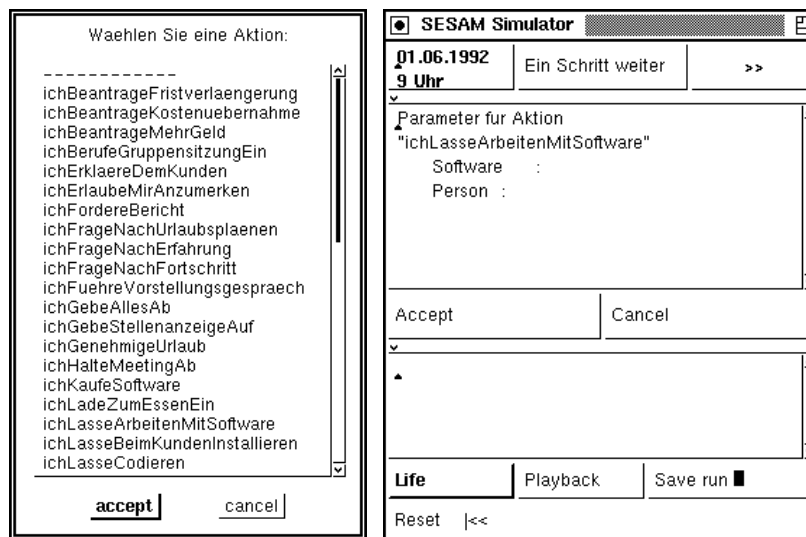 Waehlen Sie eine Aktion:
------------
ichBeantrageFristverlaengerung
ichBeantrageKostenuebernahme
ichBeantrageMehrGeld
ichBerufeGruppensitzungEin
ichErklaereDemKunden
ichErlaubeMirAnzumerken
ichFordereBericht
ichFrageNachUrlaubsplaenen
ichFrageNachErfahrung
ichFrageNachFortschritt
ichFuehreVorstellungsgespraech
ichGebeAllesAb
ichGebeStellenanzeigeAuf
ichGenehmigeUrlaub
ichHalteMeetingAb
ichKaufeSoftware
ichLadeZumEssenEin
ichLasseArbeitenMitSoftware
ichLasseBeimKundenInstallieren
ichLasseCodieren
accept cancel
SESAM Simulator
01.06.1992
9 Uhr
Ein Schritt weiter
>>
Parameter fur Aktion
"ichLasseArbeitenMitSoftware"
Software :
Person :
Accept Cancel
Life Playback Save run
Reset |<<